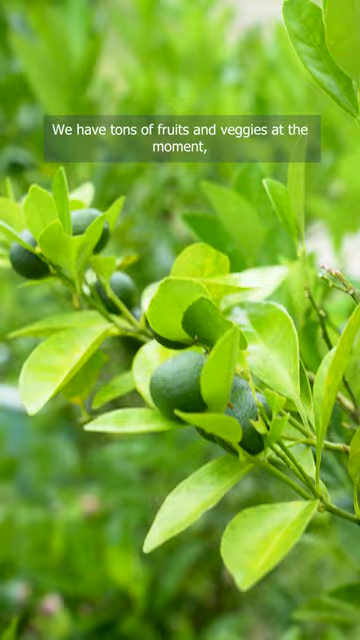 We have tons of fruits and veggies at the
moment,